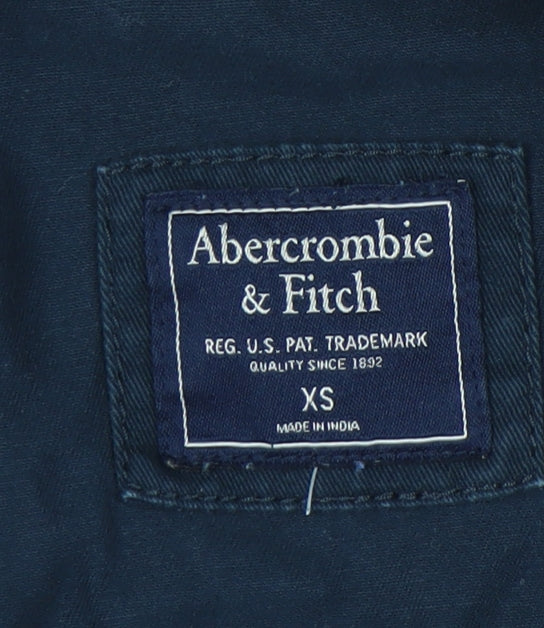 Abercrombie
& Fitch
REG. U.S. PAT. TRADEMARK
QUALITY SINCE 1892
XS
MADE IN INDIA